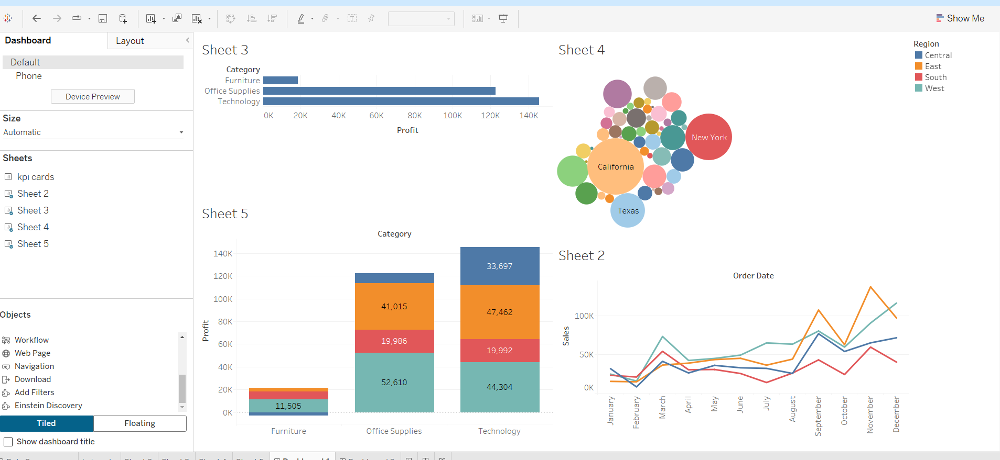 Show Me
Dashboard
Layout
Default
Phone
Device Preview
Size
Automatic
Sheets
kpi cards
Sheet 2
Sheet 3
Sheet 4
Sheet 5
Objects
Workflow
Web Page
Navigation
Download
Add Filters
Einstein Discovery
Tiled
Floating
Show dashboard title
Sheet 3
Category
Furniture
Office Supplies
Technology
0K 20K 40K 60K 80K 100K 120K 140K
Profit
Sheet 4
New York
California
Texas
Region
Central
East
South
West
Sheet 5
Category
140K
120K
100K
80K
60K
40K
20K
0K
Profit
33,697
41,015
47,462
19,986
19,992
52,610
44,304
11,505
Furniture Office Supplies Technology
Sheet 2
Order Date
100K
50K
0K
Sales
January
February
March
April
May
June
July
August
September
October
November
December
Dashboard 1